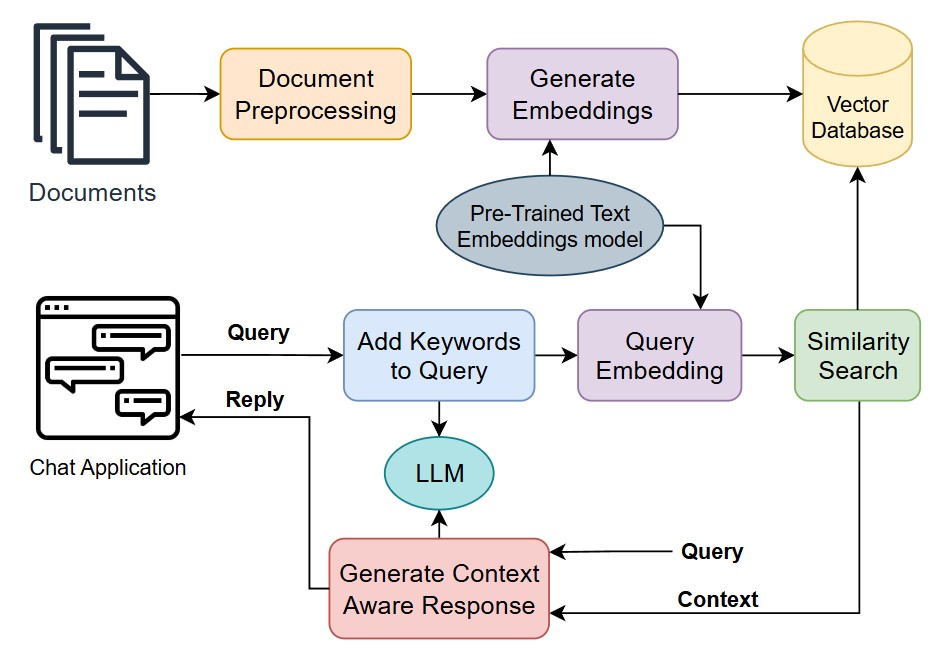 Document
Preprocessing
Generate
Embeddings
Vector
Database
Documents
Pre-Trained Text
Embeddings model
Query
Add Keywords
to Query
Query
Embedding
Similarity
Search
Reply
Chat Application
LLM
Generate Context
Aware Response
Query
Context